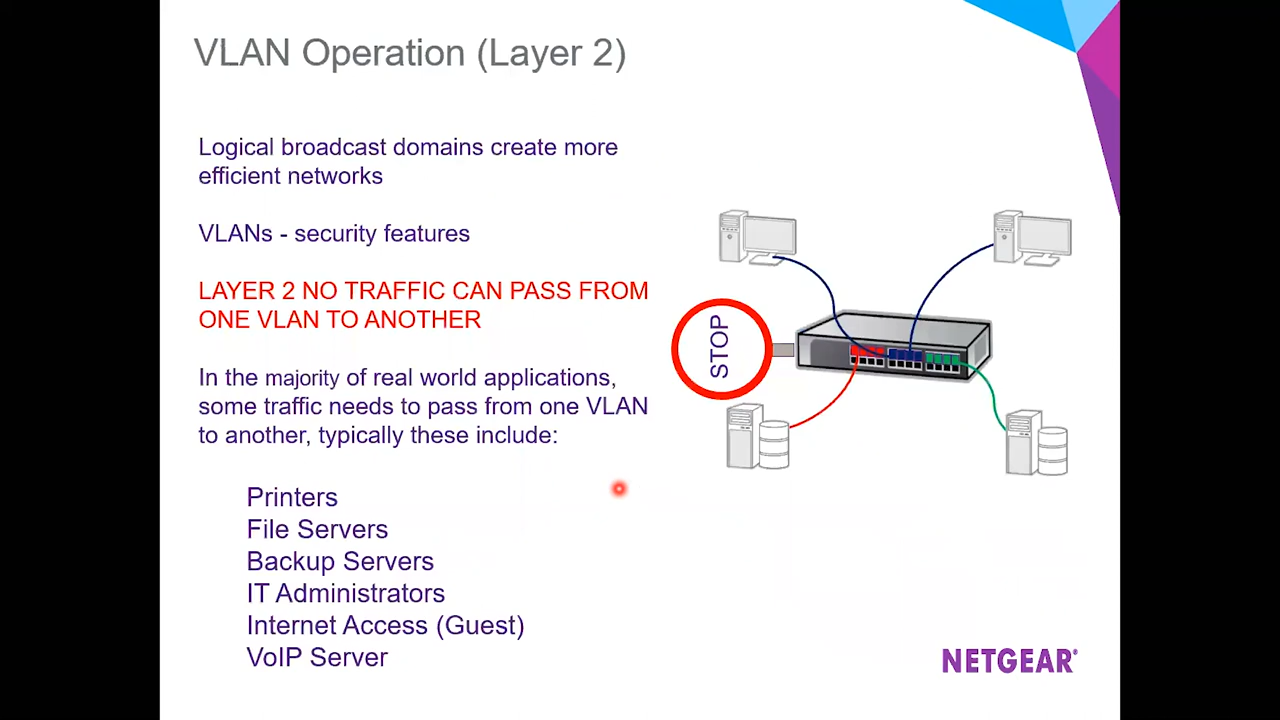 VLAN Operation (Layer 2)
Logical broadcast domains create more
efficient networks
VLANs - security features
LAYER 2 NO TRAFFIC CAN PASS FROM
ONE VLAN TO ANOTHER
In the majority of real world applications,
some traffic needs to pass from one VLAN
to another, typically these include:
Printers
File Servers
Backup Servers
IT Administrators
Internet Access (Guest)
VoIP Server
STOP
NETGEAR®